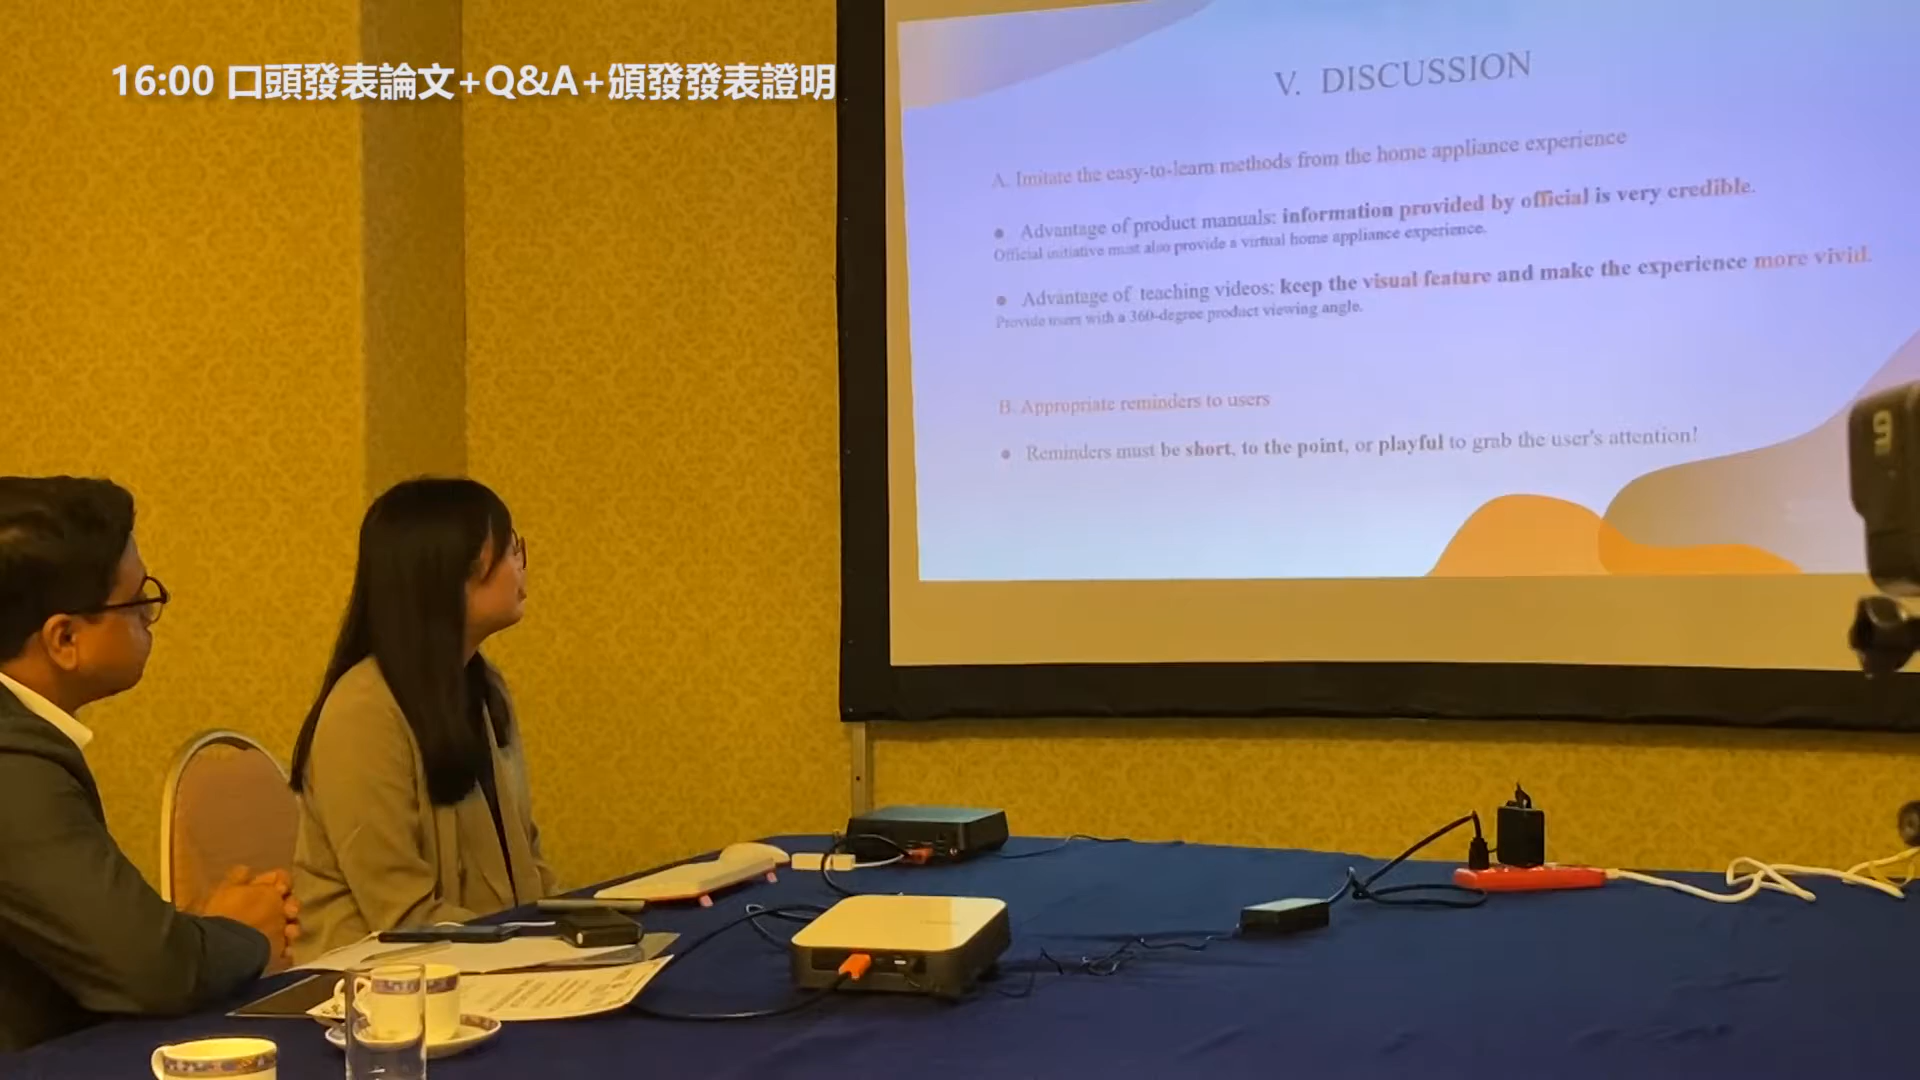 16:00 口頭發表論文+Q&A+頒發發表證明
V. DISCUSSION
A. Imitate the easy-to-learn methods from the home appliance experience
● Advantage of product manuals: information provided by official is very credible.
Official initiative must also provide a virtual home appliance experience.
● Advantage of teaching videos: keep the visual feature and make the experience more vivid.
Provide users with a 360-degree product viewing angle.
B. Appropriate reminders to users
● Reminders must be short, to the point, or playful to grab the user's attention!
9